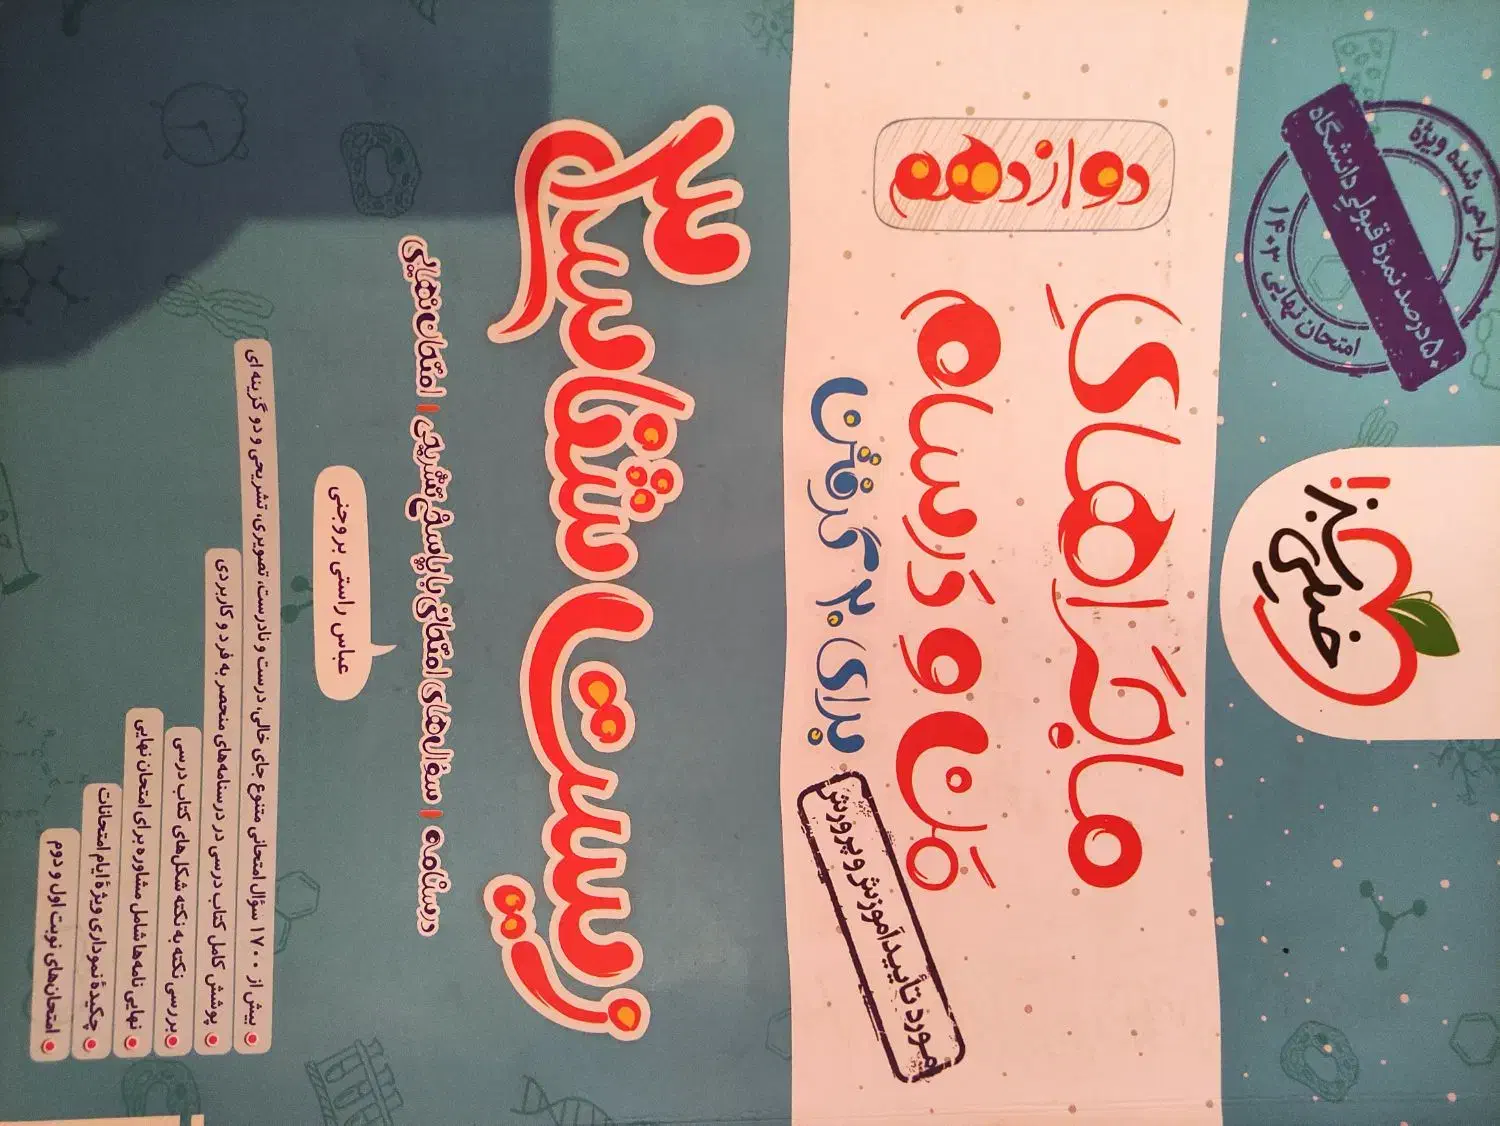 خیلی سبز
طراحی شده ویژهٔ
۵۰ درصد نمرهٔ قبولی دانشگاه
امتحان نهایی ۱۴۰۳
ماجراهای
من و درسام
برای ۲۰ گرفتن
دوازدهم
مورد تأیید آموزش و پرورش
زیست شناسی ۳
درسنامه | سؤال‌های امتحانی با پاسخ تشریحی | امتحان نهایی
عباس راستی بروجنی
بیش از ۱۷۰۰ سؤال امتحانی متنوع جای خالی، درست و نادرست، تصویری، تشریحی و دو گزینه ای
پوشش کامل کتاب درسی در درسنامه‌های منحصر به فرد و کاربردی
بررسی نکته به نکته شکل‌های کتاب درسی
نهایی نامه‌ها شامل مشاوره برای امتحان نهایی
چکیدهٔ نموداری ویژهٔ ایام امتحانات
امتحان‌های نوبت اول و دوم